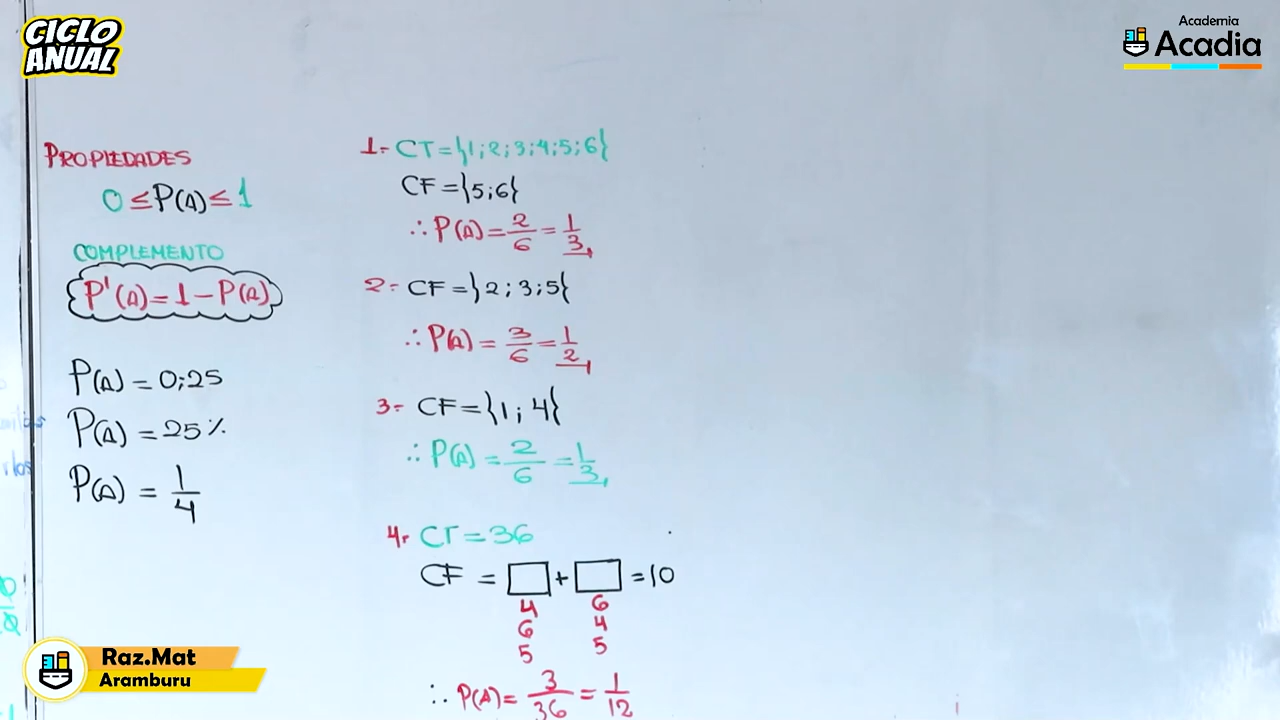 CICLO
ANUAL
Academia
Acadia
PROPIEDADES
0 ≤ P(A) ≤ 1
COMPLEMENTO
P'(A) = 1 - P(A)
P(A) = 0;25
P(A) = 25%
P(A) = 1/4
1.- CT = {1;2;3;4;5;6}
CF = {5;6}
∴ P(A) = 2/6 = 1/3
2.- CF = {2;3;5}
∴ P(A) = 3/6 = 1/2
3.- CF = {1;4}
∴ P(A) = 2/6 = 1/3
4.- CT = 36
CF = □ + □ = 10
4 6
6 4
5 5
∴ P(A) = 3/36 = 1/12
Raz.Mat
Aramburu